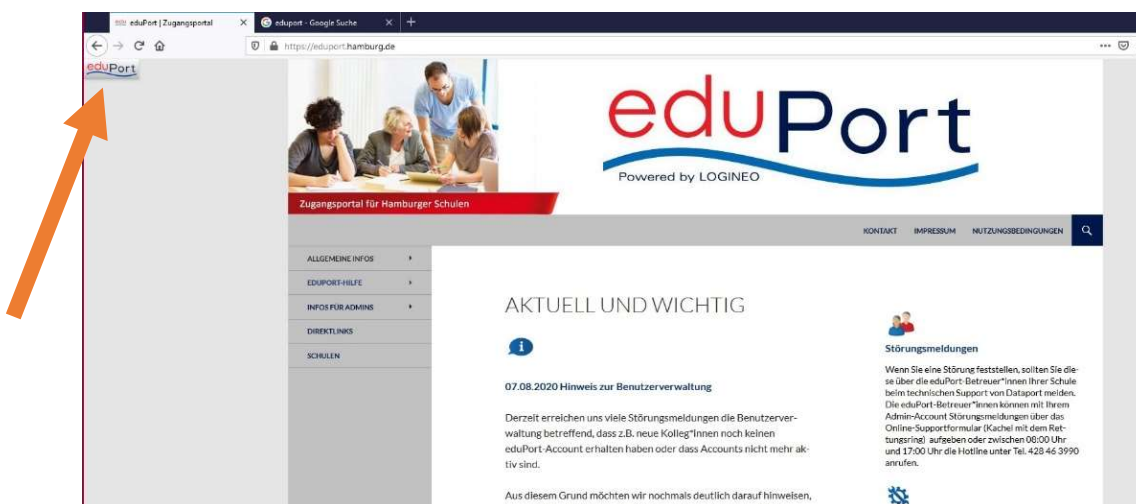 eduPort | Zugangsportal
eduport - Google Suche
https://eduport.hamburg.de
eduPort
eduPort
Powered by LOGINEO
Zugangsportal für Hamburger Schulen
KONTAKT IMPRESSUM NUTZUNGSBEDINGUNGEN
ALLGEMEINE INFOS
EDUPORT-HILFE
INFOS FÜR ADMINS
DIREKTLINKS
SCHULEN
AKTUELL UND WICHTIG
07.08.2020 Hinweis zur Benutzerverwaltung
Derzeit erreichen uns viele Störungsmeldungen die Benutzerver-
waltung betreffend, dass z.B. neue Kolleg*innen noch keinen
eduPort-Account erhalten haben oder dass Accounts nicht mehr ak-
tiv sind.
Aus diesem Grund möchten wir nochmals deutlich darauf hinweisen,
Störungsmeldungen
Wenn Sie eine Störung feststellen, sollten Sie die-
se über die eduPort-Betreuer*innen Ihrer Schule
beim technischen Support von Dataport melden.
Die eduPort-Betreuer*innen können mit Ihrem
Admin-Account Störungsmeldungen über das
Online-Supportformular (Kachel mit dem Ret-
tungsring) aufgeben oder zwischen 08:00 Uhr
und 17:00 Uhr die Hotline unter Tel. 428 46 3990
anrufen.